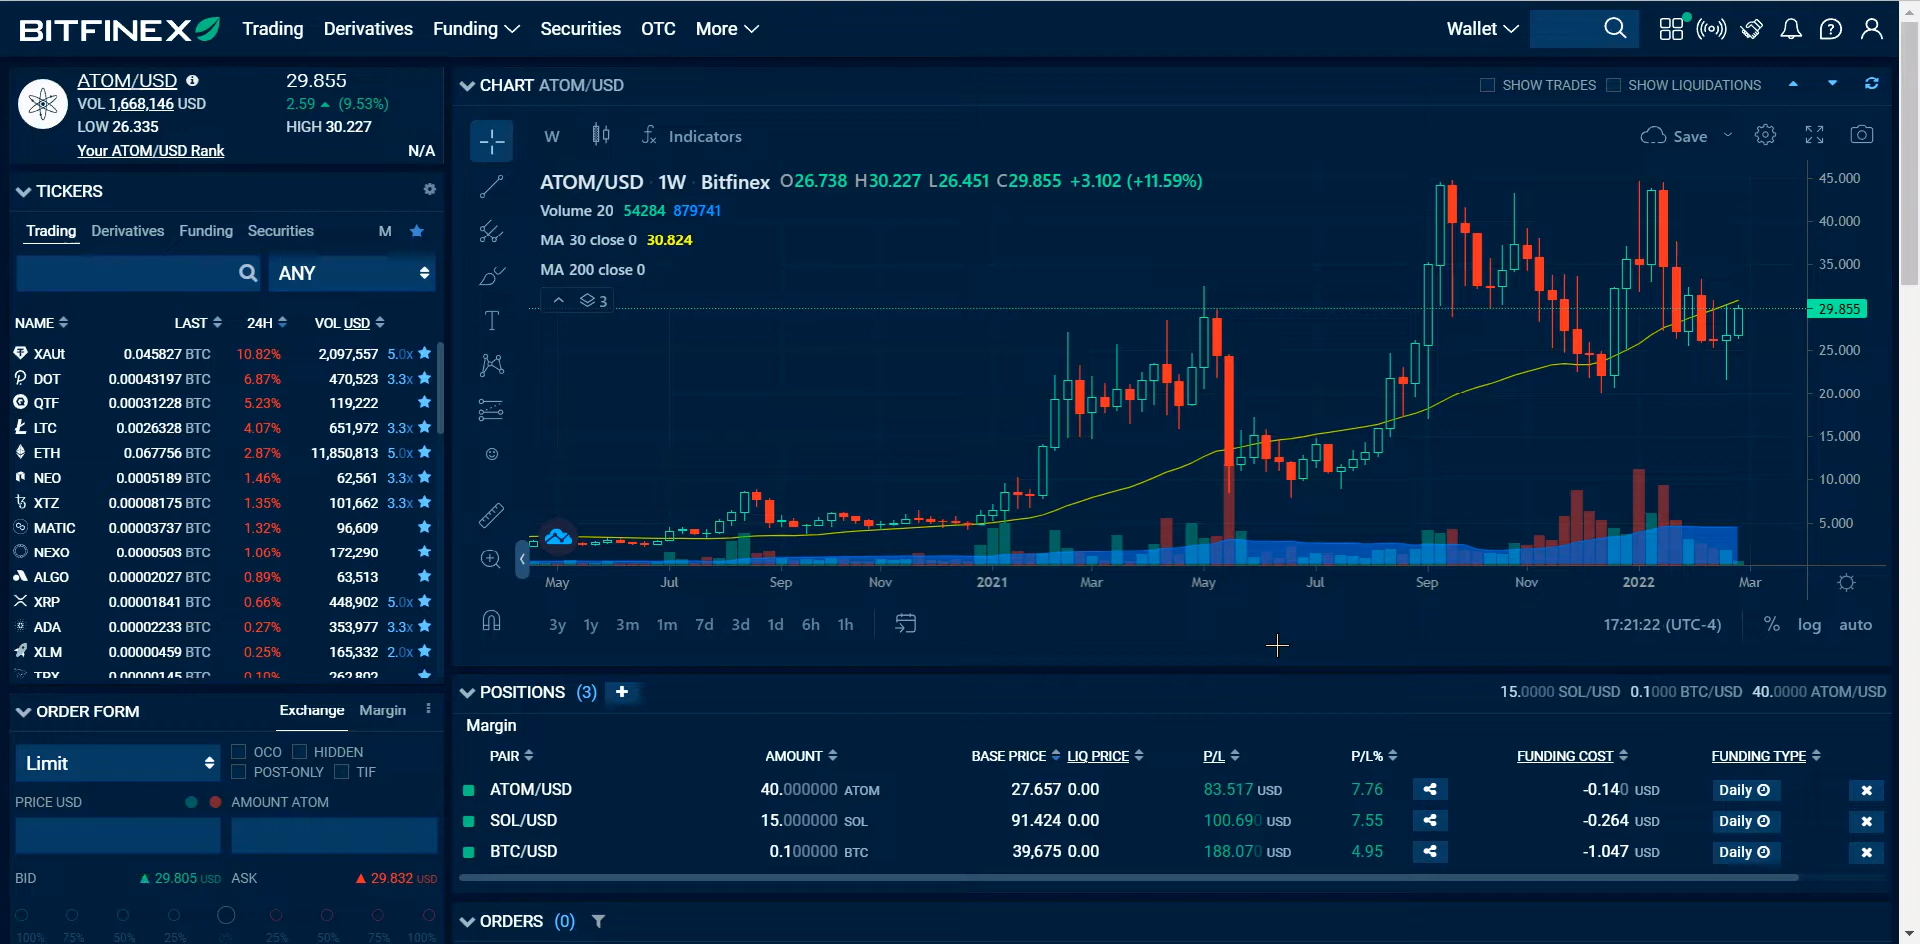 BITFINEX Trading Derivatives Funding Securities OTC More Wallet
ATOM/USD 29.855
VOL 1,668,146 USD 2.59 (9.53%)
LOW 26.335 HIGH 30.227
Your ATOM/USD Rank N/A
TICKERS
Trading Derivatives Funding Securities M
ANY
NAME LAST 24H VOL USD
XAUt 0.045827 BTC 10.82% 2,097,557 5.0x
DOT 0.00043197 BTC 6.87% 470,523 3.3x
QTF 0.00031228 BTC 5.23% 119,222
LTC 0.0026328 BTC 4.07% 651,972 3.3x
ETH 0.067756 BTC 2.87% 11,850,813 5.0x
NEO 0.0005189 BTC 1.46% 62,561 3.3x
XTZ 0.00008175 BTC 1.35% 101,662 3.3x
MATIC 0.00003737 BTC 1.32% 96,609
NEXO 0.0000503 BTC 1.06% 172,290
ALGO 0.00002027 BTC 0.89% 63,513
XRP 0.00001841 BTC 0.66% 448,902 5.0x
ADA 0.00002233 BTC 0.27% 353,977 3.3x
XLM 0.00000459 BTC 0.25% 165,332 2.0x
TRX 0.00000145 BTC 0.10% 262,802
ORDER FORM Exchange Margin
Limit OCO HIDDEN
POST-ONLY TIF
PRICE USD AMOUNT ATOM
BID 29.805 USD ASK 29.832 USD
100% 75% 50% 25% 0% 25% 50% 75% 100%
CHART ATOM/USD SHOW TRADES SHOW LIQUIDATIONS
W Indicators Save
ATOM/USD 1W Bitfinex O26.738 H30.227 L26.451 C29.855 +3.102 (+11.59%)
Volume 20 54284 879741
MA 30 close 0 30.824
MA 200 close 0
3
45.000
40.000
35.000
29.855
25.000
20.000
15.000
10.000
5.000
May Jul Sep Nov 2021 Mar May Jul Sep Nov 2022 Mar
3y 1y 3m 1m 7d 3d 1d 6h 1h 17:21:22 (UTC-4) % log auto
POSITIONS (3) + 15.0000 SOL/USD 0.1000 BTC/USD 40.0000 ATOM/USD
Margin
PAIR AMOUNT BASE PRICE LIQ PRICE P/L P/L% FUNDING COST FUNDING TYPE
ATOM/USD 40.000000 ATOM 27.657 0.00 83.517 USD 7.76 -0.140 USD Daily
SOL/USD 15.000000 SOL 91.424 0.00 100.690 USD 7.55 -0.264 USD Daily
BTC/USD 0.100000 BTC 39,675 0.00 188.070 USD 4.95 -1.047 USD Daily
ORDERS (0)